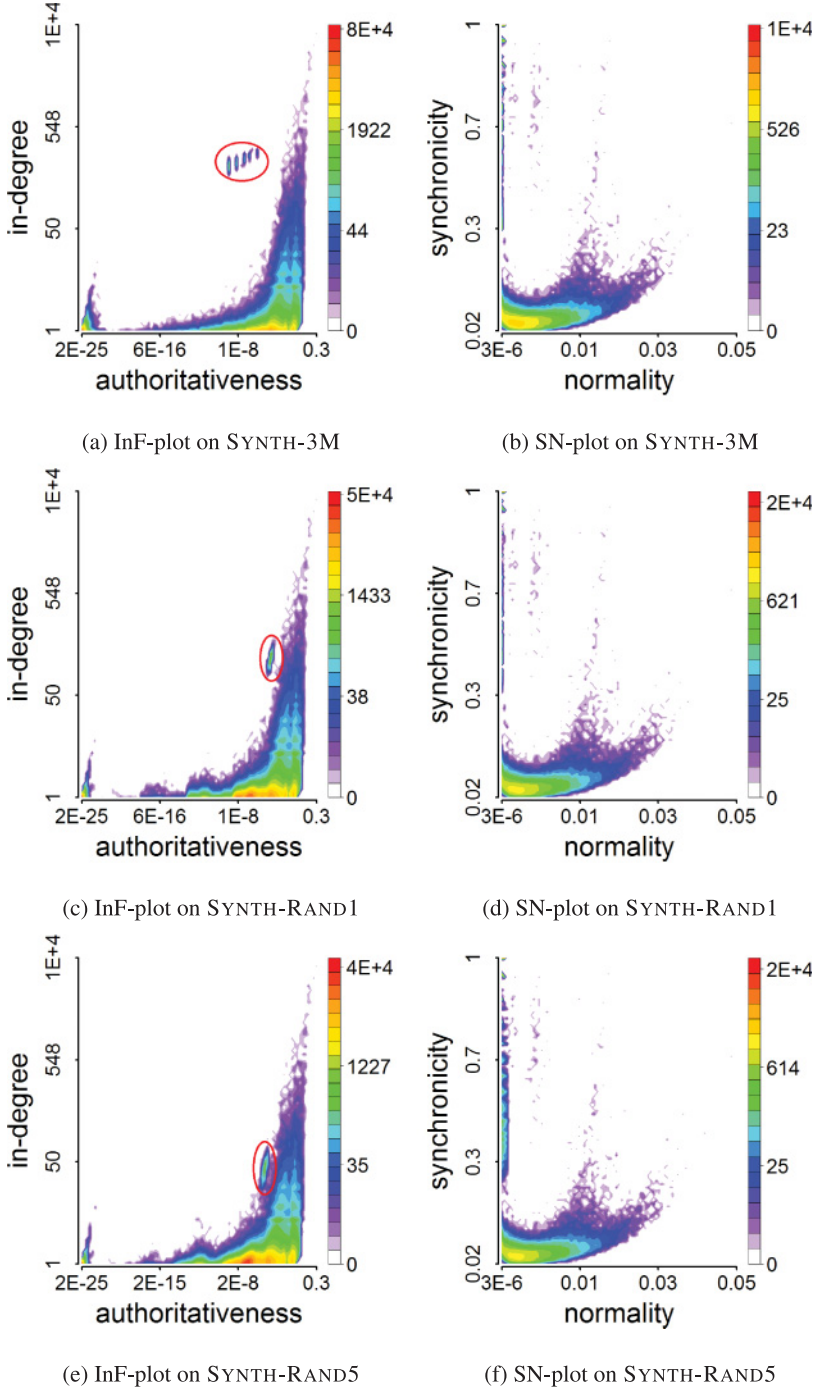 1E+4
548
50
1
in-degree
2E-25
6E-16
1E-8
0.3
authoritativeness
8E+4
1922
44
0
1
0.7
0.3
0.02
synchronicity
3E-6
0.01
0.03
0.05
normality
1E+4
526
23
0
(a) InF-plot on SYNTH-3M
(b) SN-plot on SYNTH-3M
1E+4
548
50
1
in-degree
2E-25
6E-16
1E-8
0.3
authoritativeness
5E+4
1433
38
0
1
0.7
0.3
0.02
synchronicity
3E-6
0.01
0.03
0.05
normality
2E+4
621
25
0
(c) InF-plot on SYNTH-RAND1
(d) SN-plot on SYNTH-RAND1
1E+4
548
50
1
in-degree
2E-25
2E-15
2E-8
0.3
authoritativeness
4E+4
1227
35
0
1
0.7
0.3
0.02
synchronicity
3E-6
0.01
0.03
0.05
normality
2E+4
614
25
0
(e) InF-plot on SYNTH-RAND5
(f) SN-plot on SYNTH-RAND5